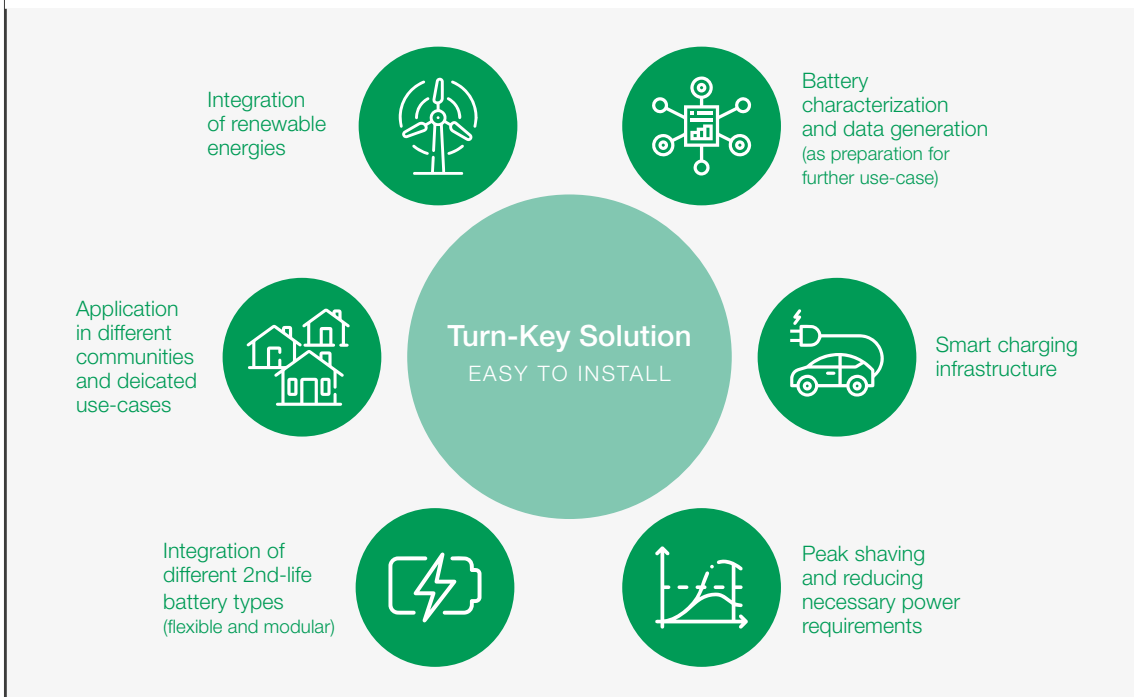 Integration
of renewable
energies
Battery
characterization
and data generation
(as preparation for
further use-case)
Application
in different
communities
and deicated
use-cases
Turn-Key Solution
EASY TO INSTALL
Smart charging
infrastructure
Integration of
different 2nd-life
battery types
(flexible and modular)
Peak shaving
and reducing
necessary power
requirements